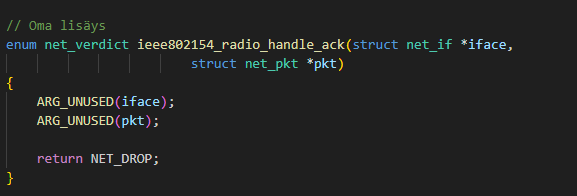 // Oma lisäys
enum net_verdict ieee802154_radio_handle_ack(struct net_if *iface,
struct net_pkt *pkt)
{
ARG_UNUSED(iface);
ARG_UNUSED(pkt);
return NET_DROP;
}